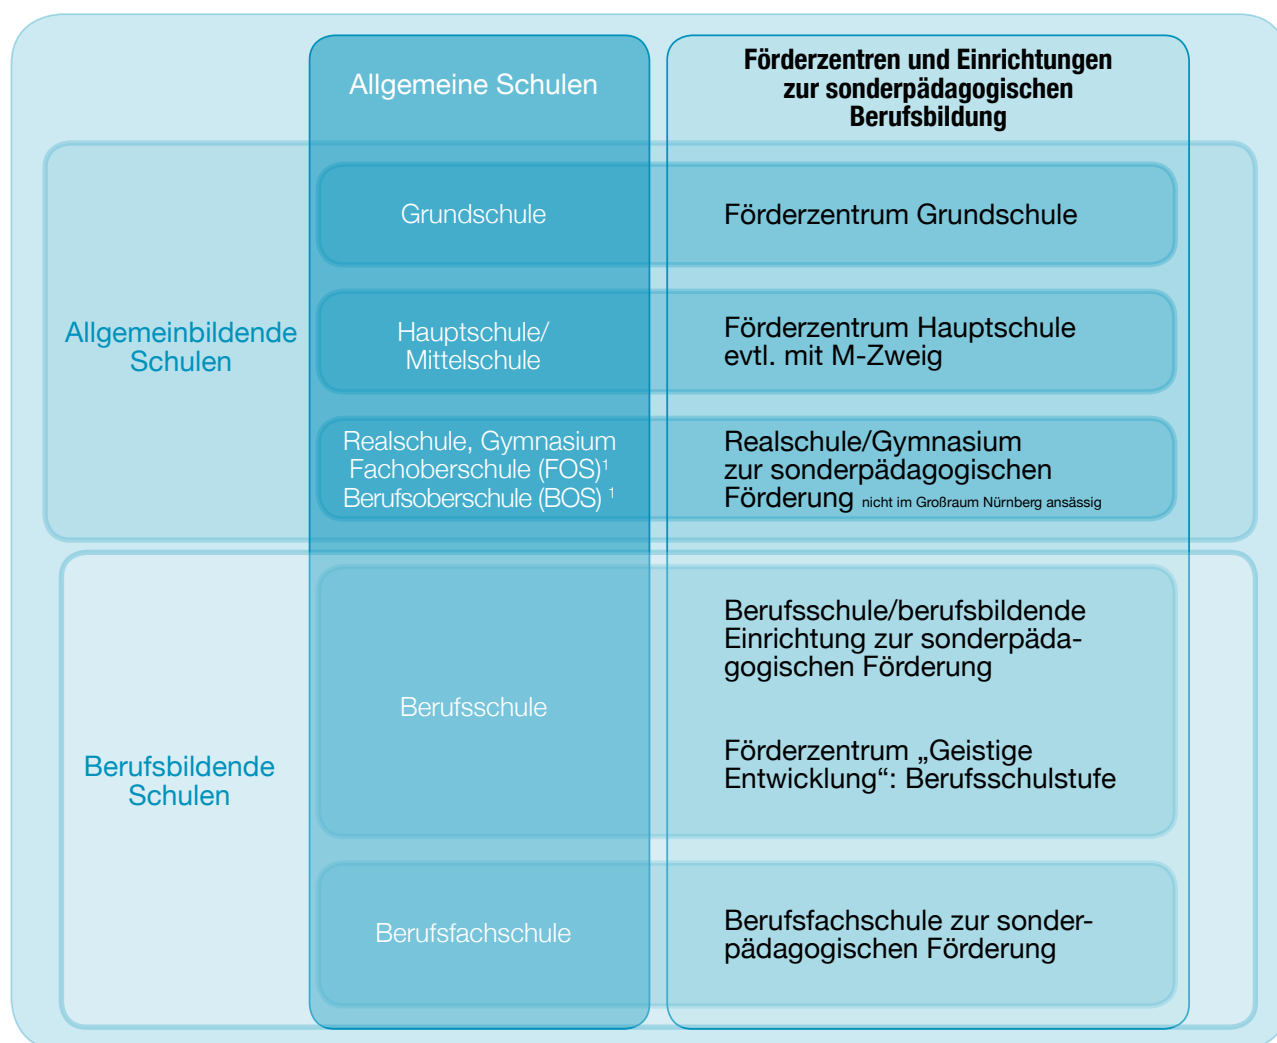 Allgemeine Schulen
Förderzentren und Einrichtungen
zur sonderpädagogischen
Berufsbildung
Allgemeinbildende
Schulen
Grundschule
Förderzentrum Grundschule
Hauptschule/
Mittelschule
Förderzentrum Hauptschule
evtl. mit M-Zweig
Realschule, Gymnasium
Fachoberschule (FOS)¹
Berufsoberschule (BOS) ¹
Realschule/Gymnasium
zur sonderpädagogischen
Förderung nicht im Großraum Nürnberg ansässig
Berufsbildende
Schulen
Berufsschule
Berufsschule/berufsbildende
Einrichtung zur sonderpäda-
gogischen Förderung
Förderzentrum „Geistige
Entwicklung“: Berufsschulstufe
Berufsfachschule
Berufsfachschule zur sonder-
pädagogischen Förderung